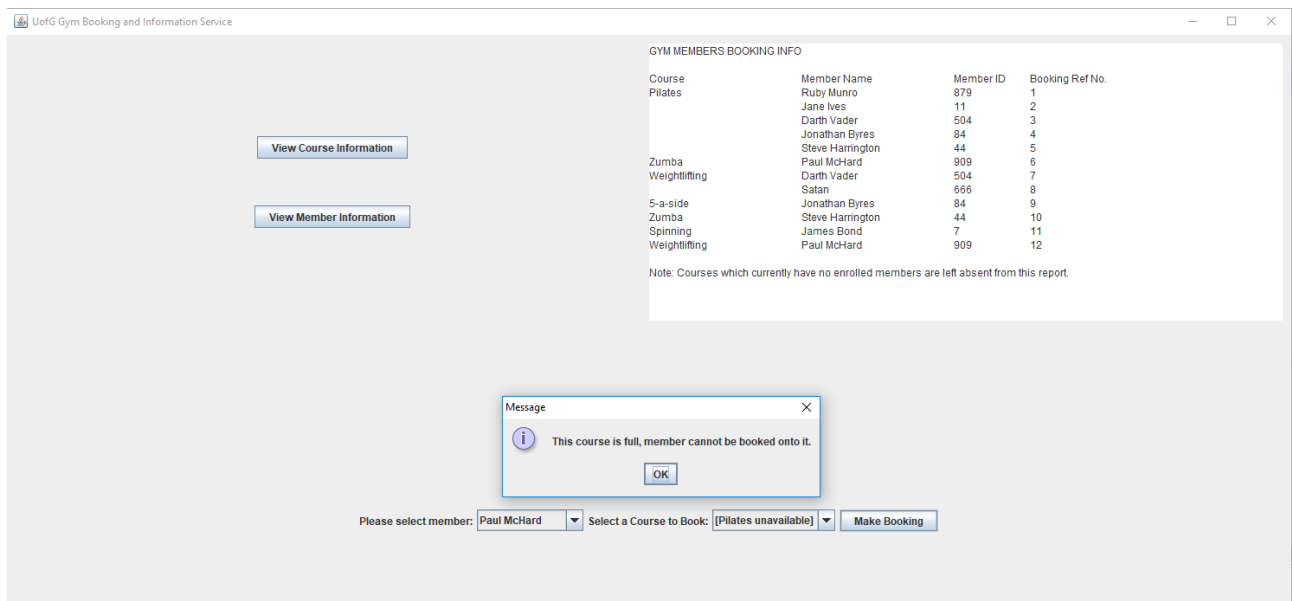 UofG Gym Booking and Information Service
GYM MEMBERS BOOKING INFO
Course Member Name Member ID Booking Ref No.
Pilates Ruby Munro 879 1
Jane Ives 11 2
Darth Vader 504 3
Jonathan Byres 84 4
Steve Harrington 44 5
Zumba Paul McHard 909 6
Weightlifting Darth Vader 504 7
Satan 666 8
5-a-side Jonathan Byres 84 9
Zumba Steve Harrington 44 10
Spinning James Bond 7 11
Weightlifting Paul McHard 909 12
Note: Courses which currently have no enrolled members are left absent from this report.
View Course Information
View Member Information
Message
This course is full, member cannot be booked onto it.
OK
Please select member: Paul McHard Select a Course to Book: [Pilates unavailable] Make Booking